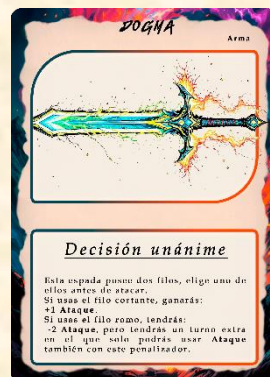 DOGMA
Arma
Decisión unánime
Esta espada posee dos filos, elige uno de
ellos antes de atacar.
Si usas el filo cortante, ganarás:
+1 Ataque.
Si usas el filo romo, tendrás:
-2 Ataque, pero tendrás un turno extra
en el que solo podrás usar Ataque
también con este penalizador.